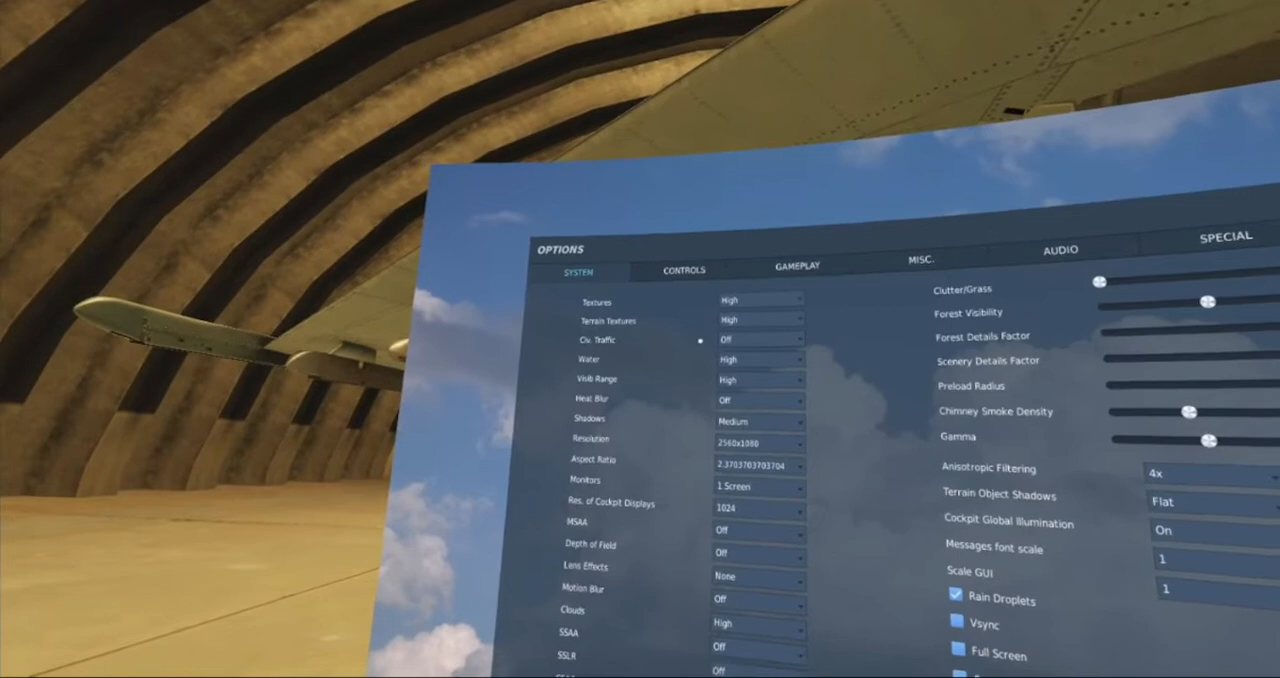 OPTIONS
SYSTEM CONTROLS GAMEPLAY MISC. AUDIO SPECIAL
Textures High
Terrain Textures High
Civ. Traffic Off
Water High
Visib Range High
Heat Blur Off
Shadows Medium
Resolution 2560x1080
Aspect Ratio 2.3703703703704
Monitors 1 Screen
Res. of Cockpit Displays 1024
MSAA Off
Depth of Field Off
Lens Effects None
Motion Blur Off
Clouds High
SSAA Off
SSLR Off
Clutter/Grass
Forest Visibility
Forest Details Factor
Scenery Details Factor
Preload Radius
Chimney Smoke Density
Gamma
Anisotropic Filtering 4x
Terrain Object Shadows Flat
Cockpit Global Illumination On
Messages font scale 1
Scale GUI 1
Rain Droplets
Vsync
Full Screen